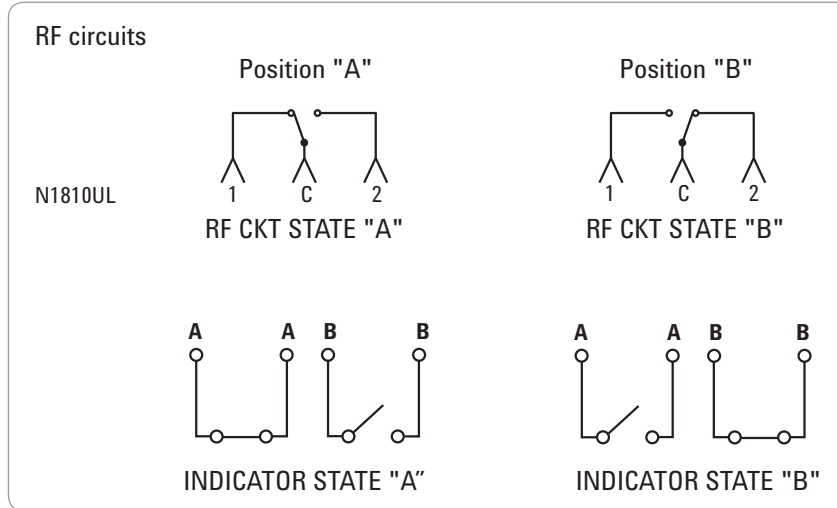 RF circuits
Position "A" Position "B"
N1810UL
1 C 2 1 C 2
RF CKT STATE "A" RF CKT STATE "B"
A A B B A A B B
INDICATOR STATE "A” INDICATOR STATE "B"